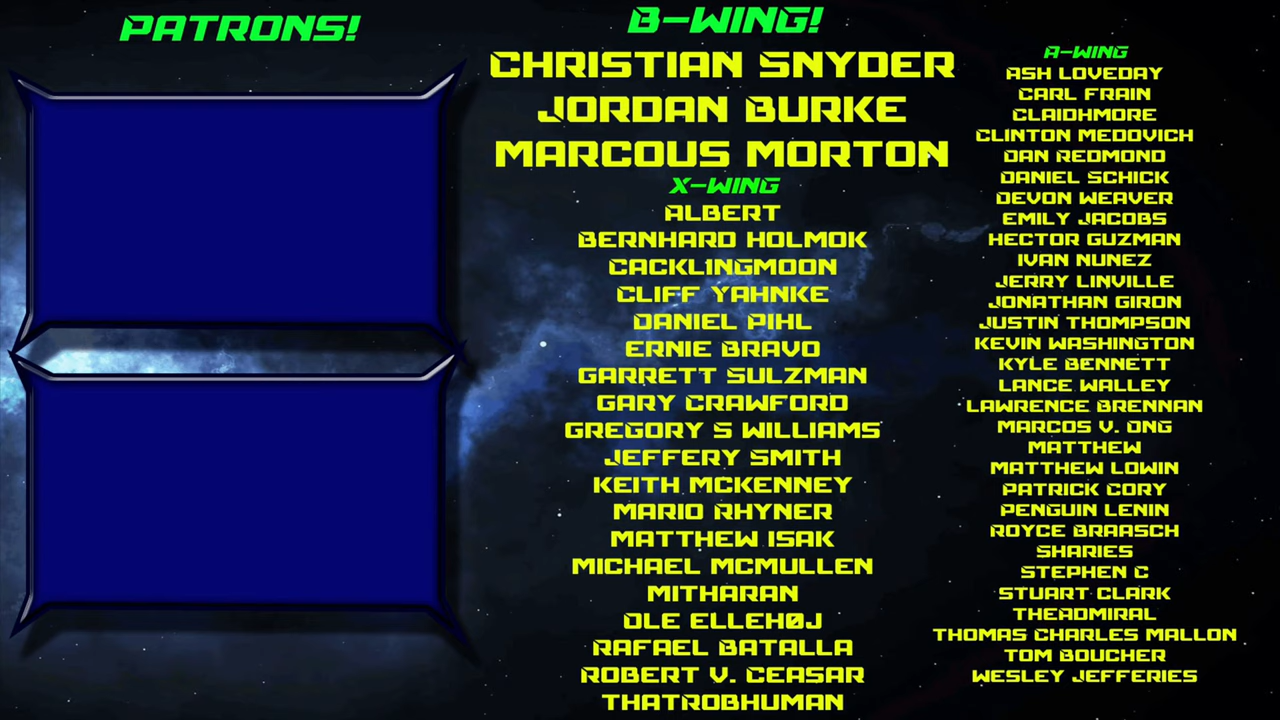 PATRONS!
B-WING!
CHRISTIAN SNYDER
JORDAN BURKE
MARCOUS MORTON
X-WING
ALBERT
BERNHARD HOLMOK
CACKL1NGMOON
CLIFF YAHNKE
DANIEL PIHL
ERNIE BRAVO
GARRETT SULZMAN
GARY CRAWFORD
GREGORY S WILLIAMS
JEFFERY SMITH
KEITH MCKENNEY
MARIO RHYNER
MATTHEW ISAK
MICHAEL MCMULLEN
MITHARAN
OLE ELLEHØJ
RAFAEL BATALLA
ROBERT V. CEASAR
THATROBHUMAN
A-WING
ASH LOVEDAY
CARL FRAIN
CLAIDHMORE
CLINTON MEDOVICH
DAN REDMOND
DANIEL SCHICK
DEVON WEAVER
EMILY JACOBS
HECTOR GUZMAN
IVAN NUNEZ
JERRY LINVILLE
JONATHAN GIRON
JUSTIN THOMPSON
KEVIN WASHINGTON
KYLE BENNETT
LANCE WALLEY
LAWRENCE BRENNAN
MARCOS V. ONG
MATTHEW
MATTHEW LOWIN
PATRICK CORY
PENGUIN LENIN
ROYCE BRAASCH
SHARIES
STEPHEN C
STUART CLARK
THEADMIRAL
THOMAS CHARLES MALLON
TOM BOUCHER
WESLEY JEFFERIES